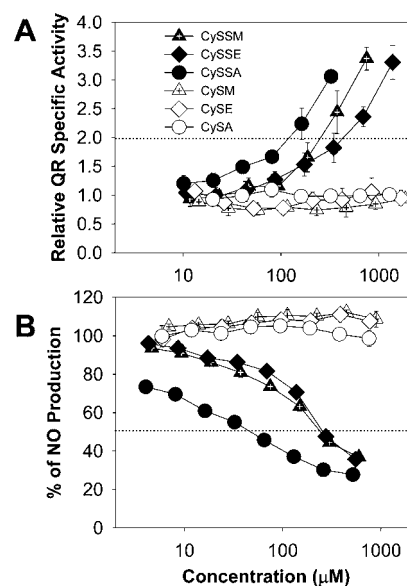 A
Relative QR Specific Activity
4.0
3.5
3.0
2.5
2.0
1.5
1.0
0.5
0.0
CySSM
CySSE
CySSA
CySM
CySE
CySA
10 100 1000
B
% of NO Production
120
100
80
60
40
20
0
10 100 1000
Concentration (μM)